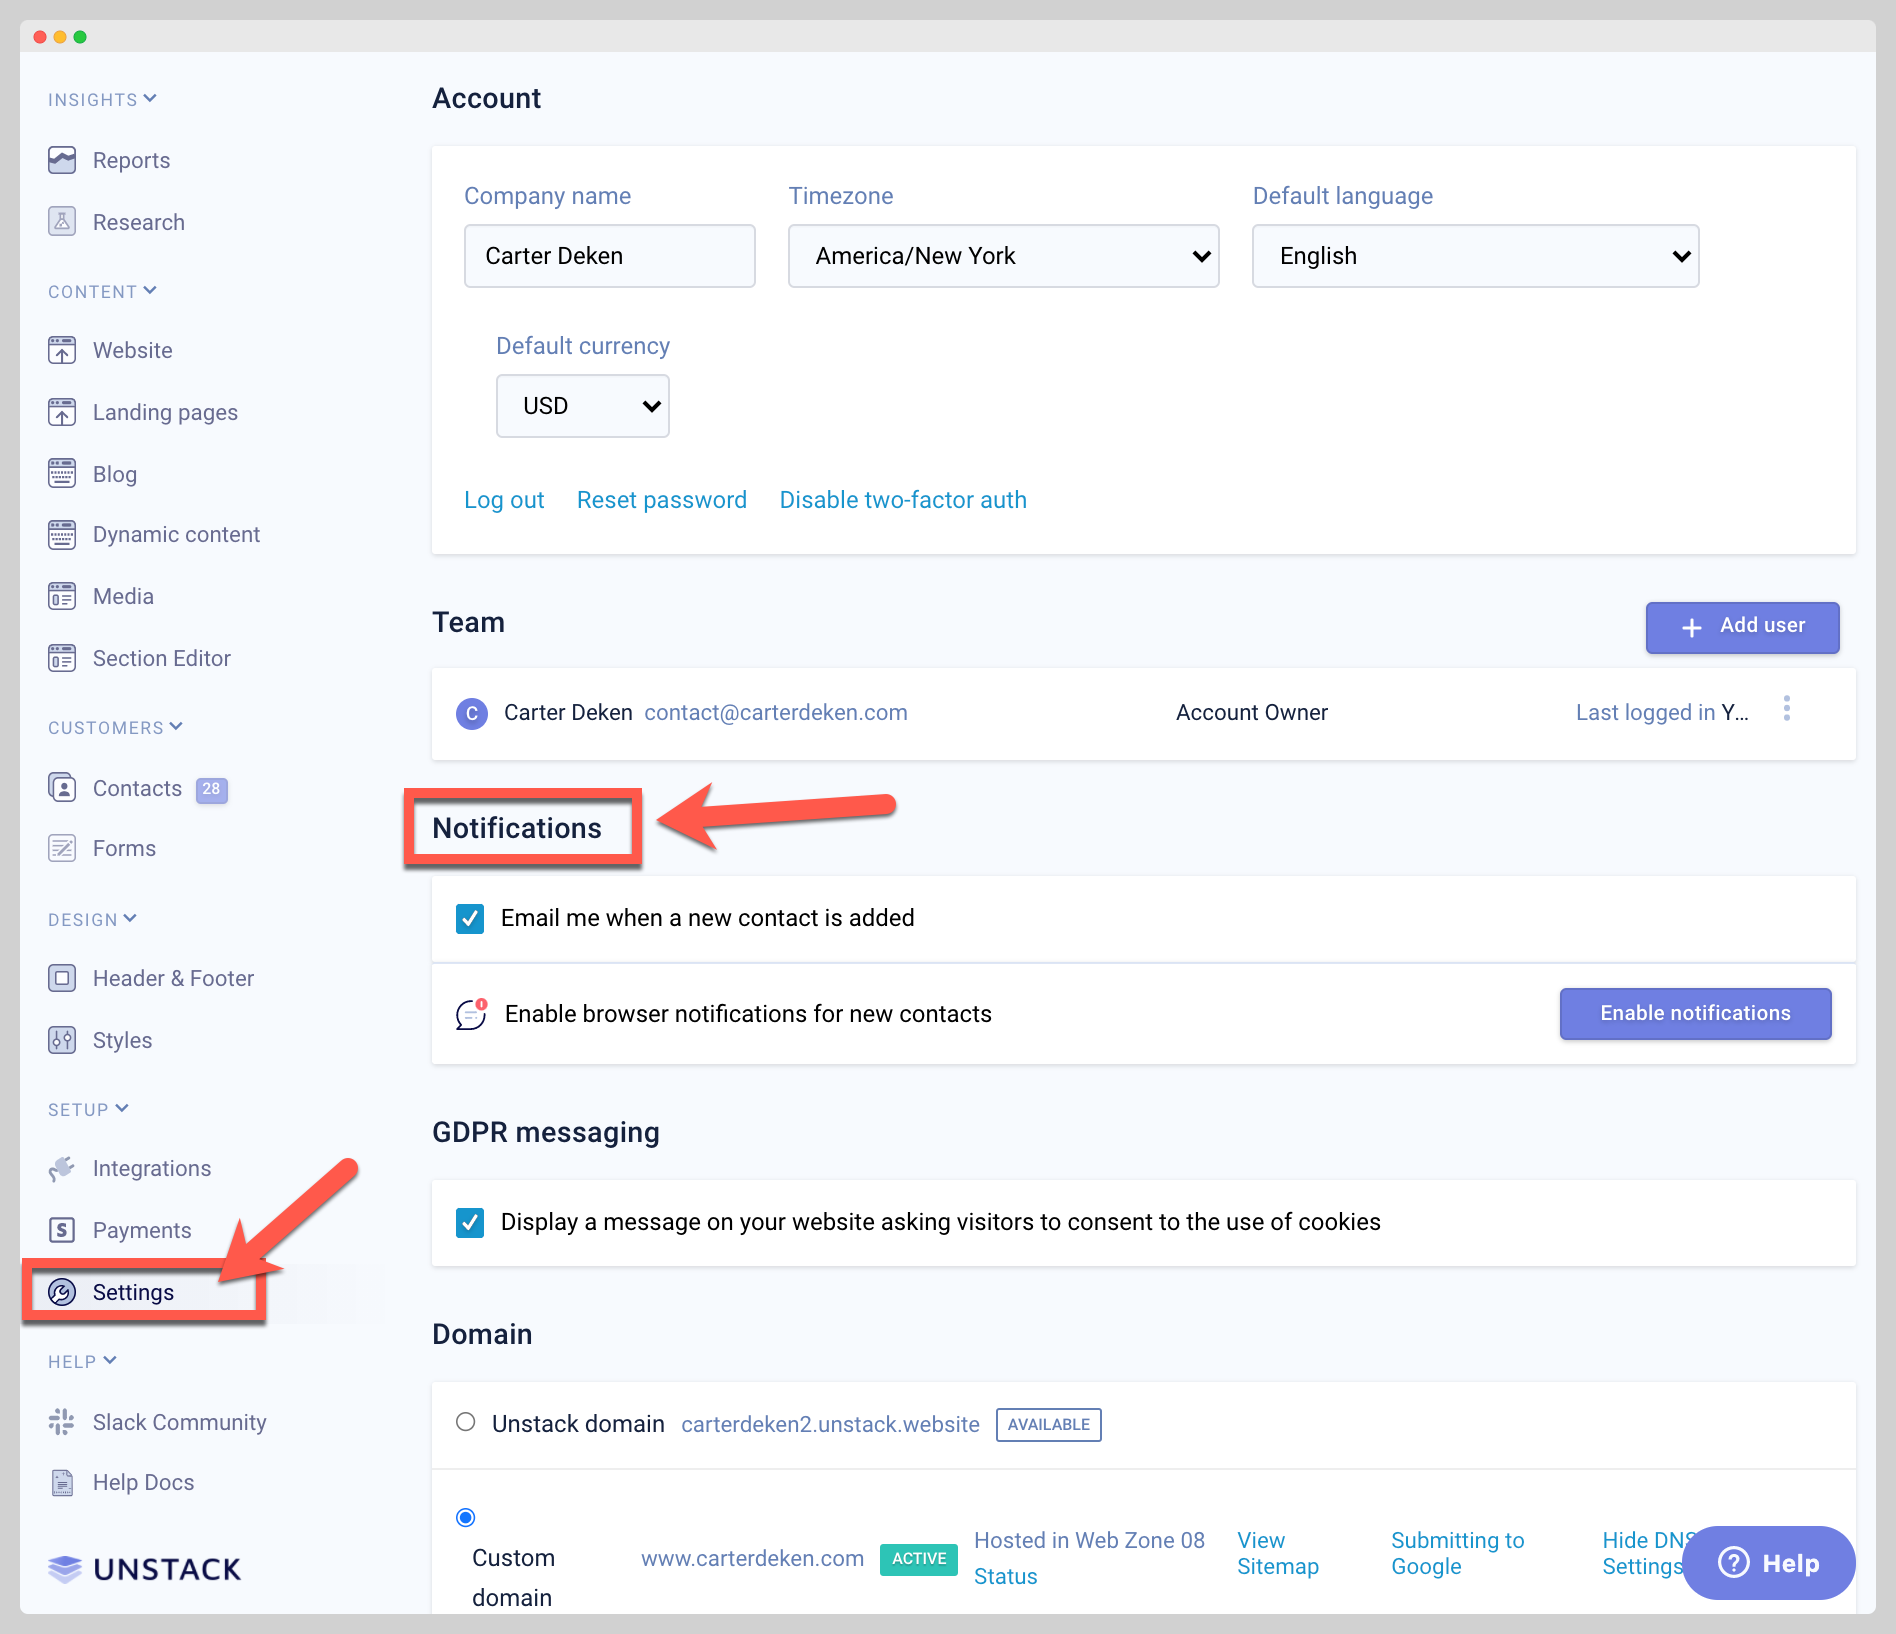 INSIGHTS
Reports
Research
CONTENT
Website
Landing pages
Blog
Dynamic content
Media
Section Editor
CUSTOMERS
Contacts 28
Forms
DESIGN
Header & Footer
Styles
SETUP
Integrations
Payments
Settings
HELP
Slack Community
Help Docs
UNSTACK
Account
Company name Timezone Default language
Carter Deken America/New York English
Default currency
USD
Log out Reset password Disable two-factor auth
Team + Add user
C Carter Deken contact@carterdeken.com Account Owner Last logged in Y...
Notifications
Email me when a new contact is added
Enable browser notifications for new contacts Enable notifications
GDPR messaging
Display a message on your website asking visitors to consent to the use of cookies
Domain
Unstack domain carterdeken2.unstack.website AVAILABLE
Custom domain www.carterdeken.com ACTIVE
Hosted in Web Zone 08
Status
View
Sitemap
Submitting to
Google
Hide DNS
Settings
? Help